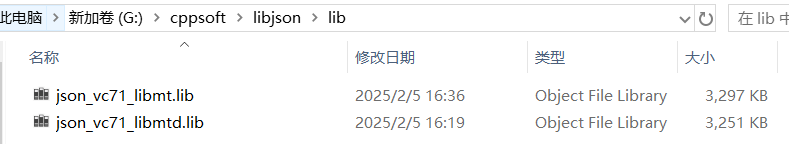 此电脑 › 新加卷 (G:) › cppsoft › libjson › lib 在 lib 中
名称 修改日期 类型 大小
json_vc71_libmt.lib 2025/2/5 16:36 Object File Library 3,297 KB
json_vc71_libmtd.lib 2025/2/5 16:19 Object File Library 3,251 KB